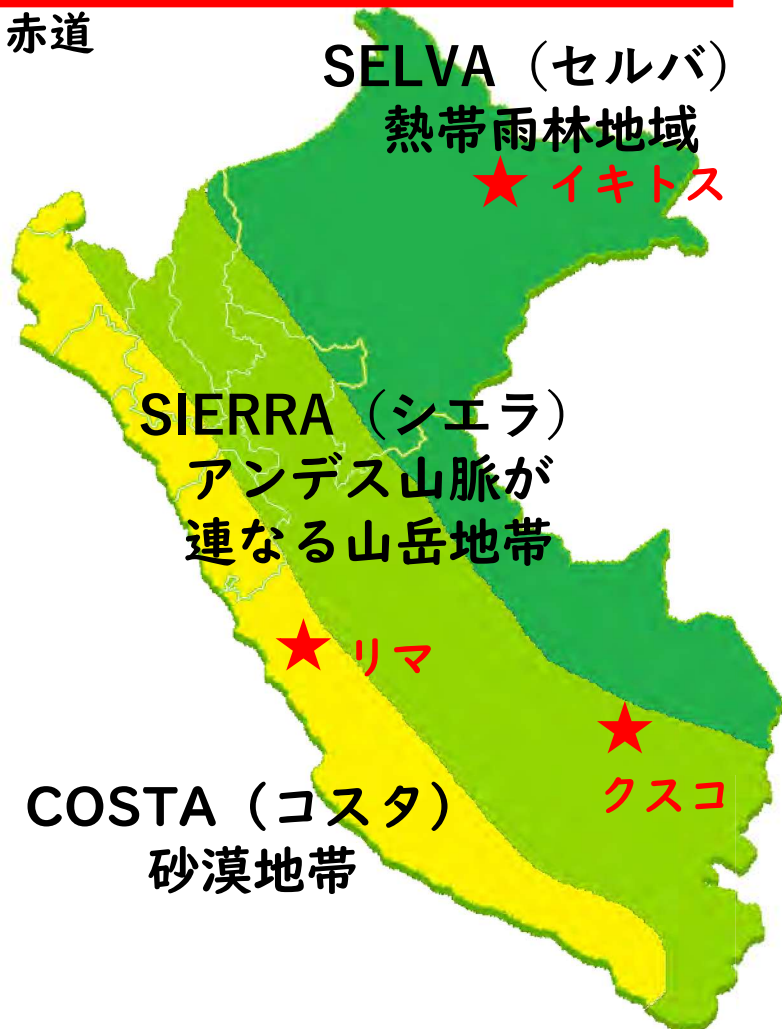 赤道
SELVA（セルバ）
熱帯雨林地域
イキトス
SIERRA（シエラ）
アンデス山脈が
連なる山岳地帯
リマ
クスコ
COSTA（コスタ）
砂漠地帯